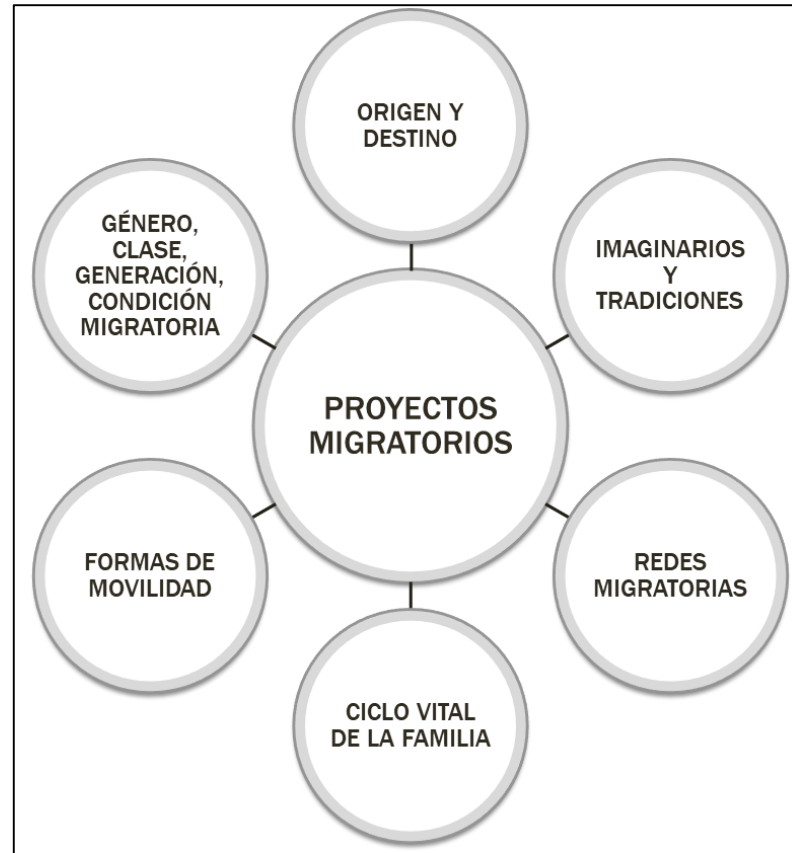 ORIGEN Y
DESTINO
GÉNERO,
CLASE,
GENERACIÓN,
CONDICIÓN
MIGRATORIA
IMAGINARIOS
Y
TRADICIONES
PROYECTOS
MIGRATORIOS
FORMAS DE
MOVILIDAD
REDES
MIGRATORIAS
CICLO VITAL
DE LA FAMILIA